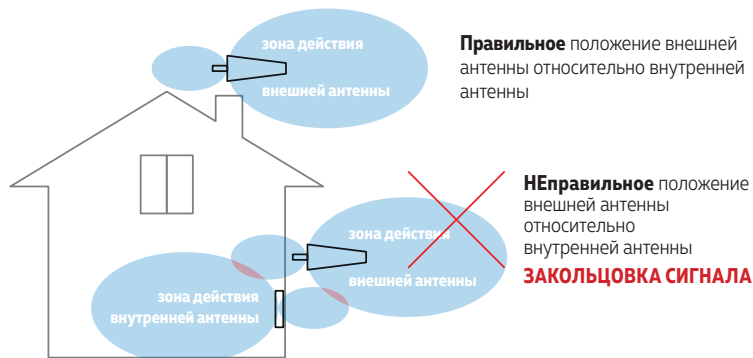 зона действия
внешней антенны
Правильное положение внешней
антенны относительно внутренней
антенны
НЕправильное положение
внешней антенны
относительно
внутренней антенны
ЗАКОЛЬЦОВКА СИГНАЛА
зона действия
внешней антенны
зона действия
внутренней антенны